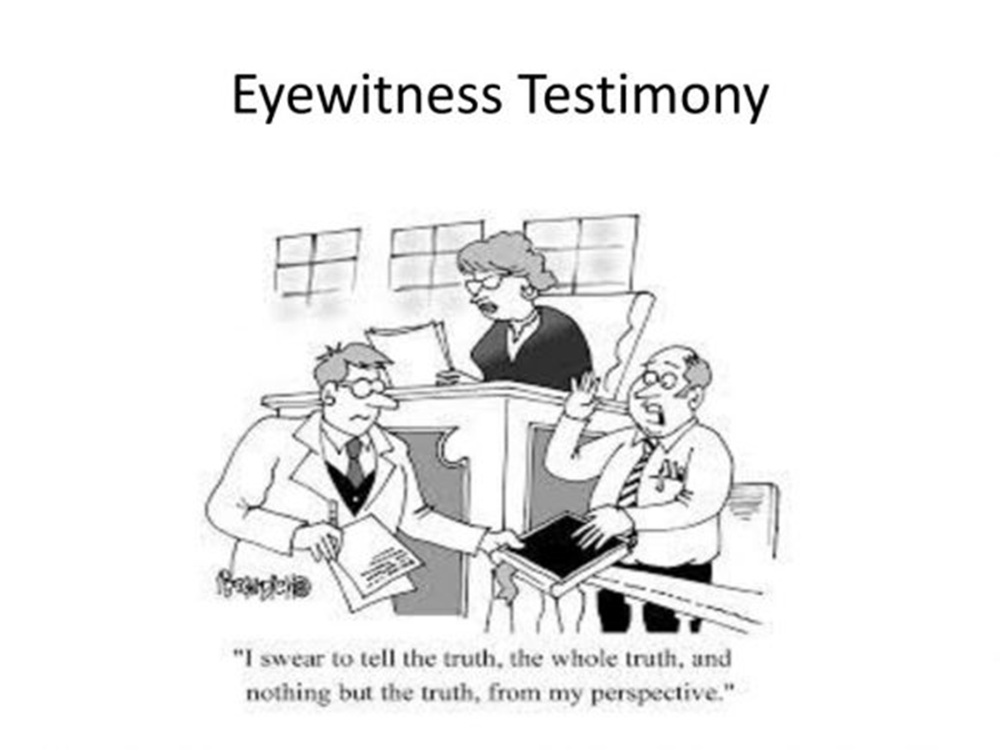 Eyewitness Testimony
"I swear to tell the truth, the whole truth, and
nothing but the truth, from my perspective."